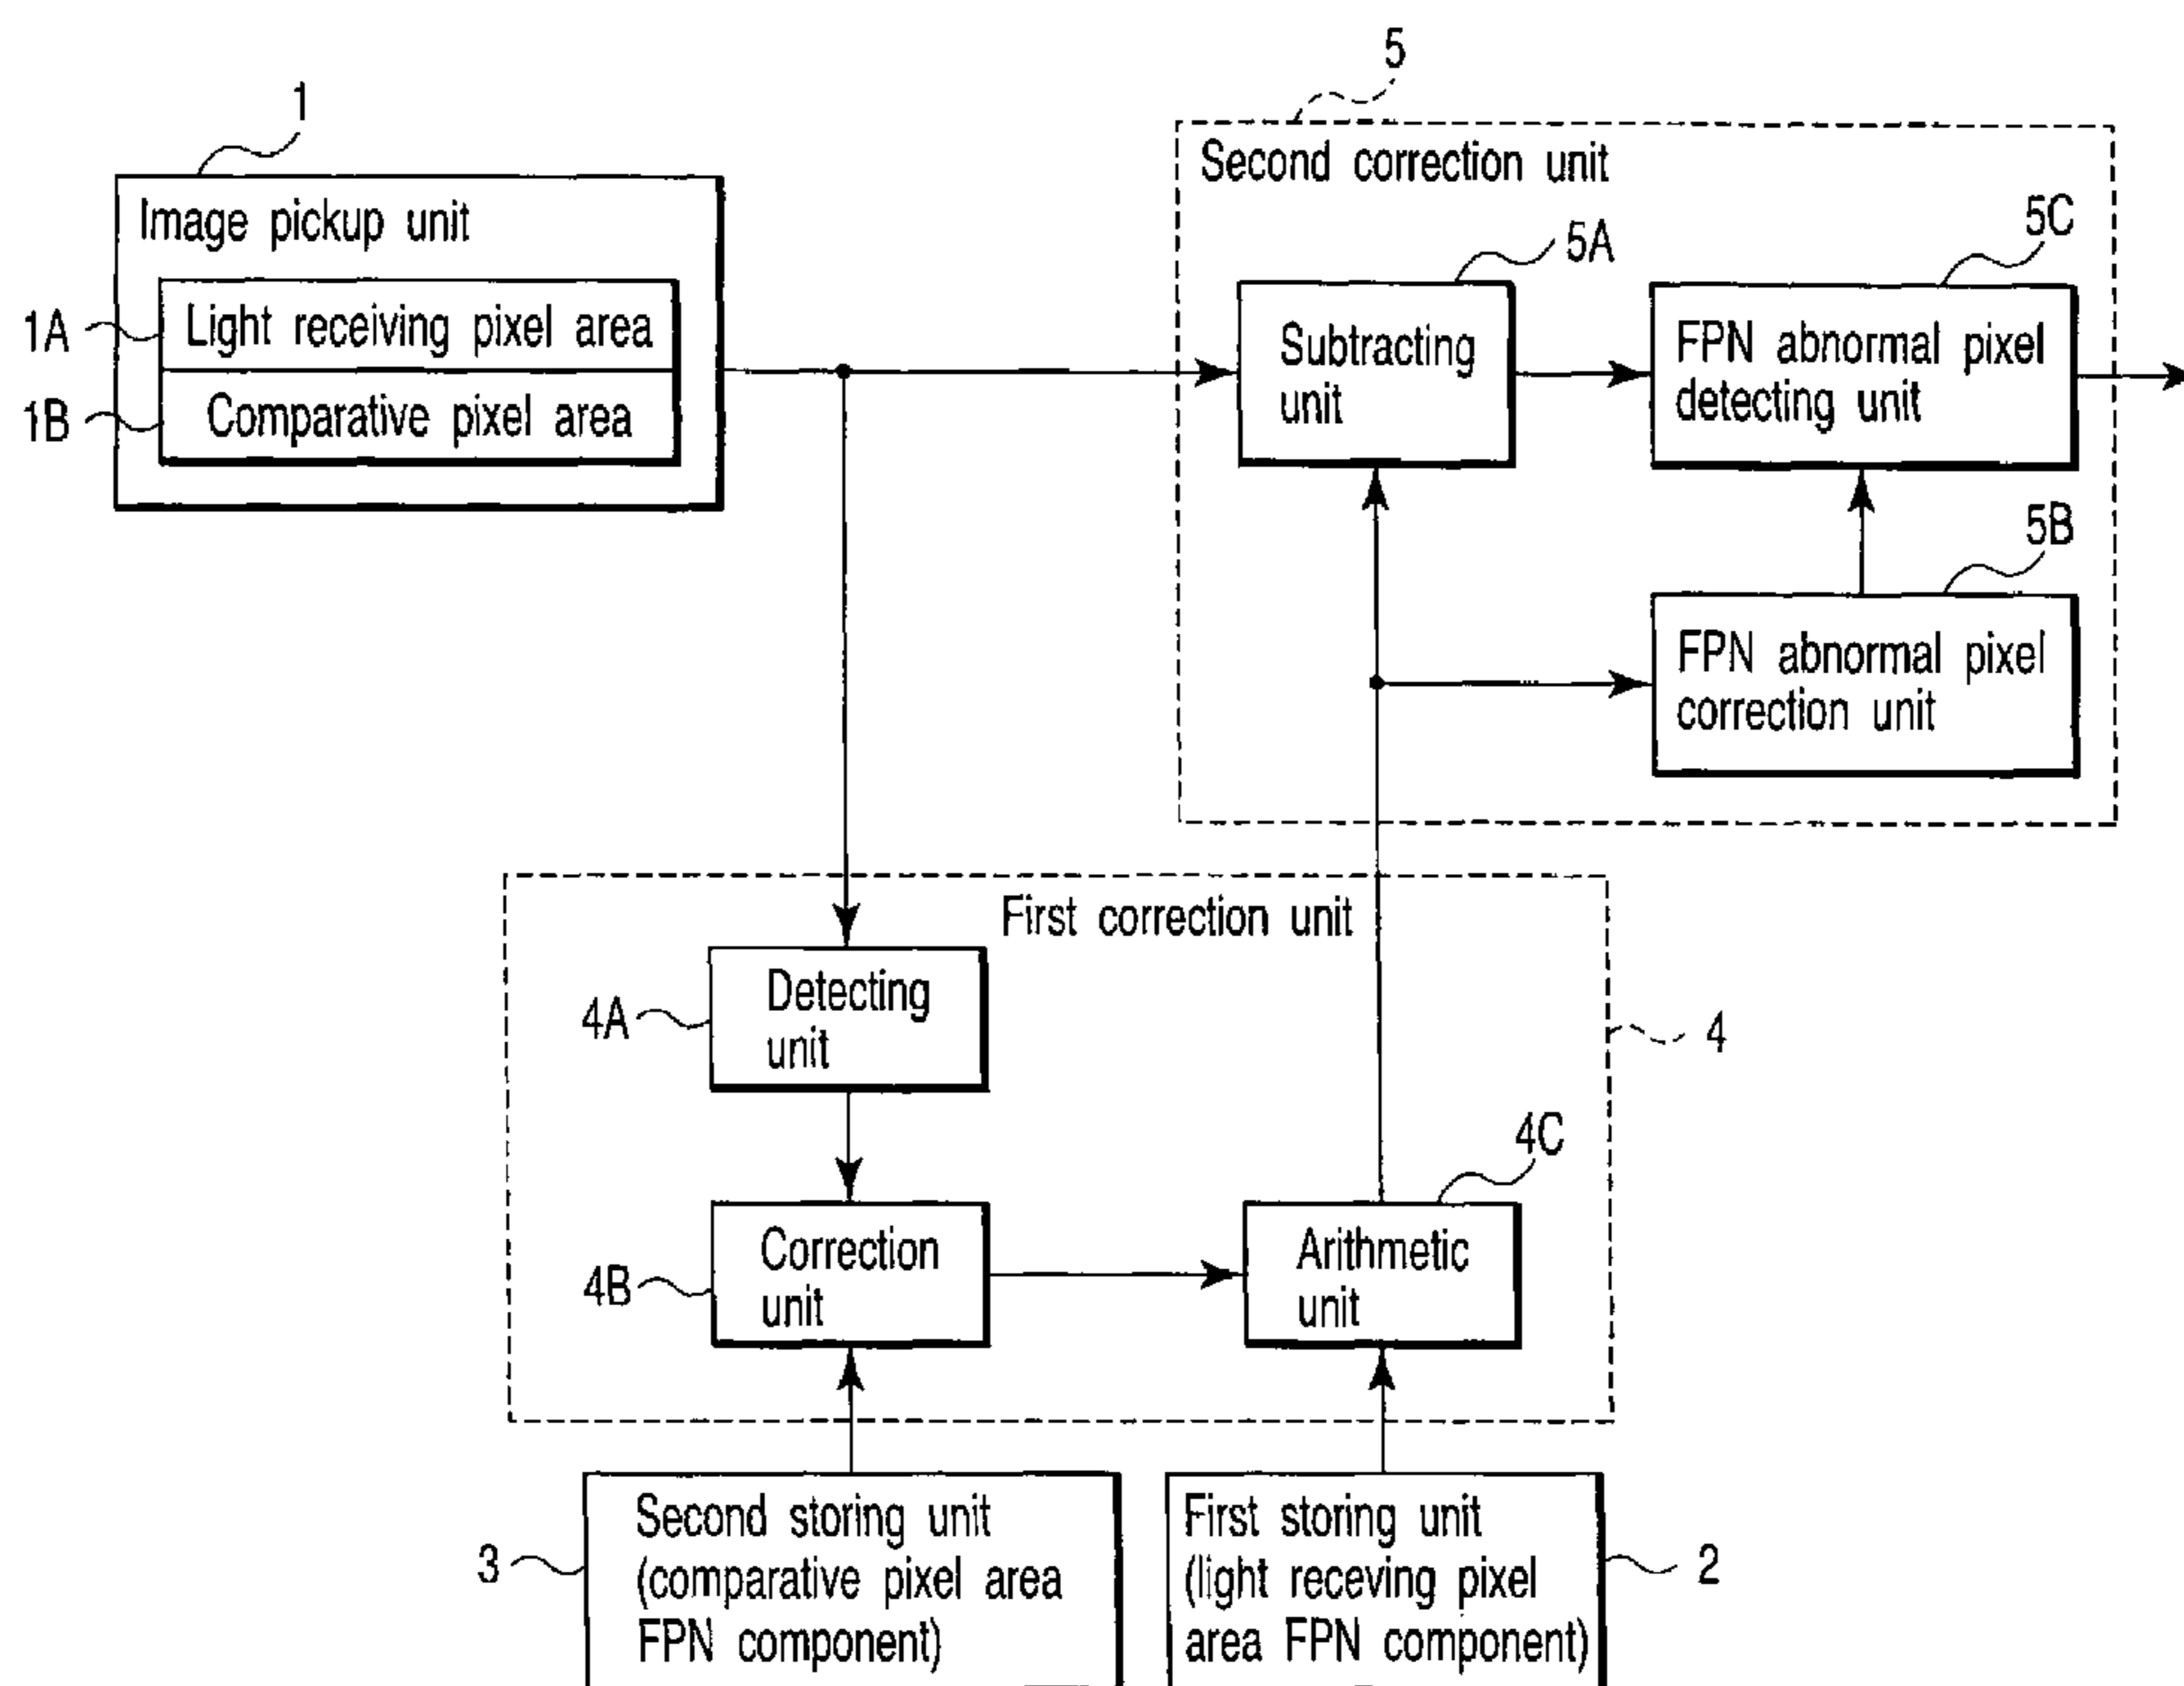 5
1
Second correction unit
Image pickup unit
5A
5C
1A
Light receiving pixel area
Subtracting
unit
FPN abnormal pixel
detecting unit
1B
Comparative pixel area
5B
FPN abnormal pixel
correction unit
First correction unit
4A
Detecting
unit
4
4C
4B
Correction
unit
Arithmetic
unit
3
Second storing unit
(comparative pixel area
FPN component)
First storing unit
(light receving pixel
area FPN component)
2